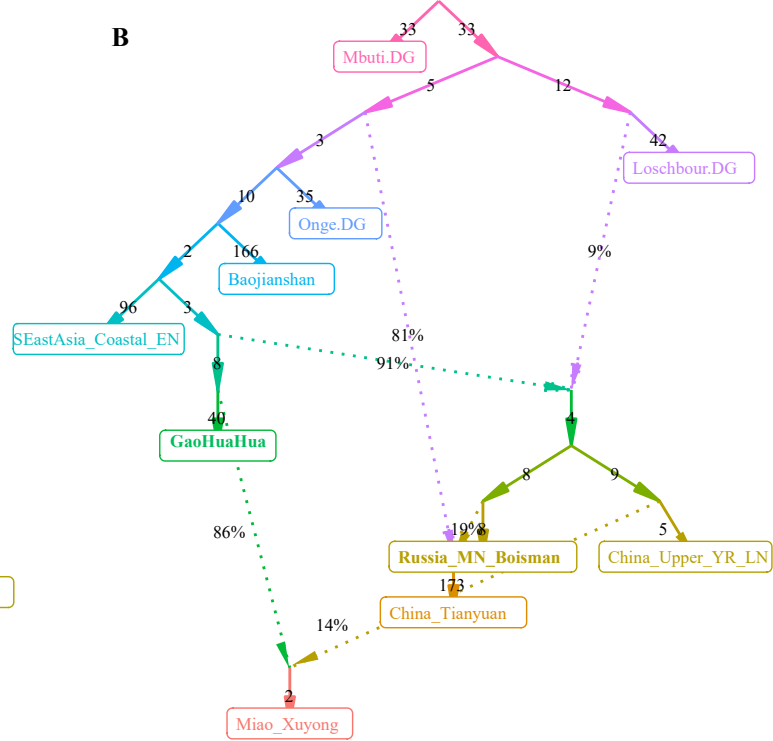 B
33
33
Mbuti.DG
5
12
3
42
Loschbour.DG
10
35
Onge.DG
2
166
9%
Baojianshan
96
3
SEastAsia_Coastal_EN
81%
8
91%
40
4
GaoHuaHua
8
9
86%
19%
8
5
Russia_MN_Boisman
China_Upper_YR_LN
173
China_Tianyuan
14%
2
Miao_Xuyong